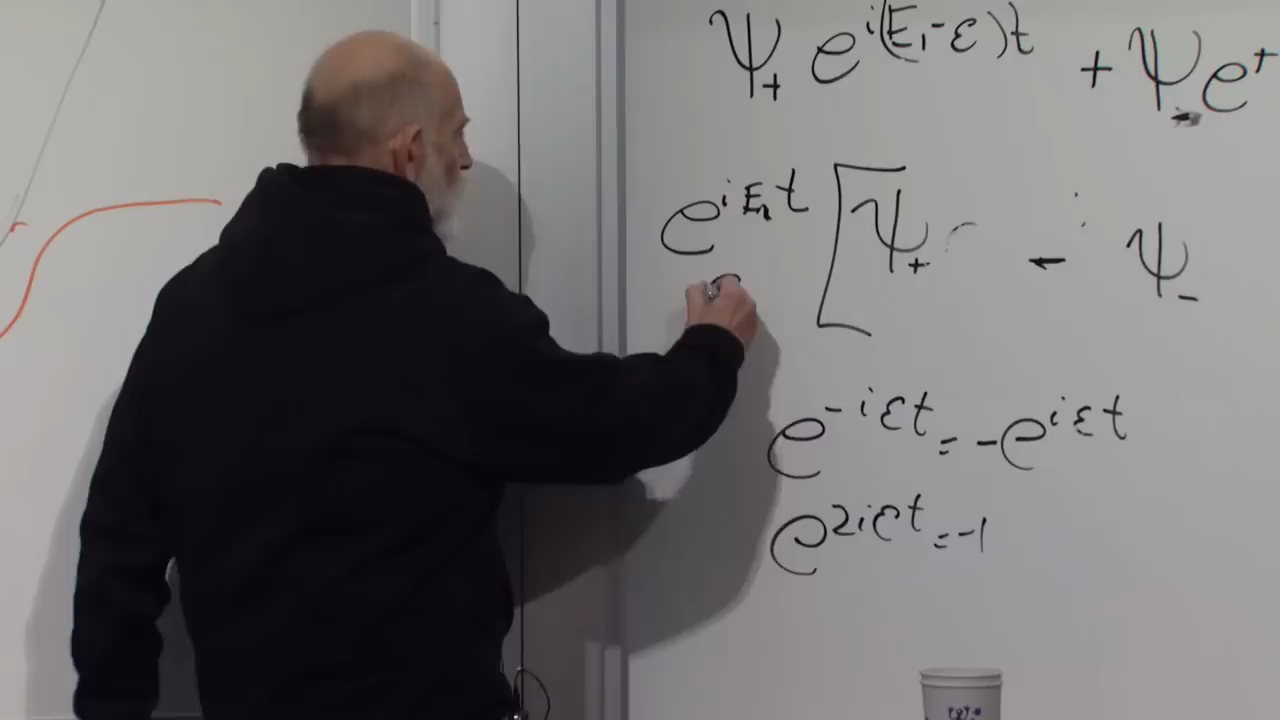 Ψ₊ e^{i(E₁-ε)t} + Ψ₋ e^+
e^{iE₁t} [Ψ₊ - Ψ₋
e^{-iεt} = -e^{iεt}
e^{2iεt} = -1